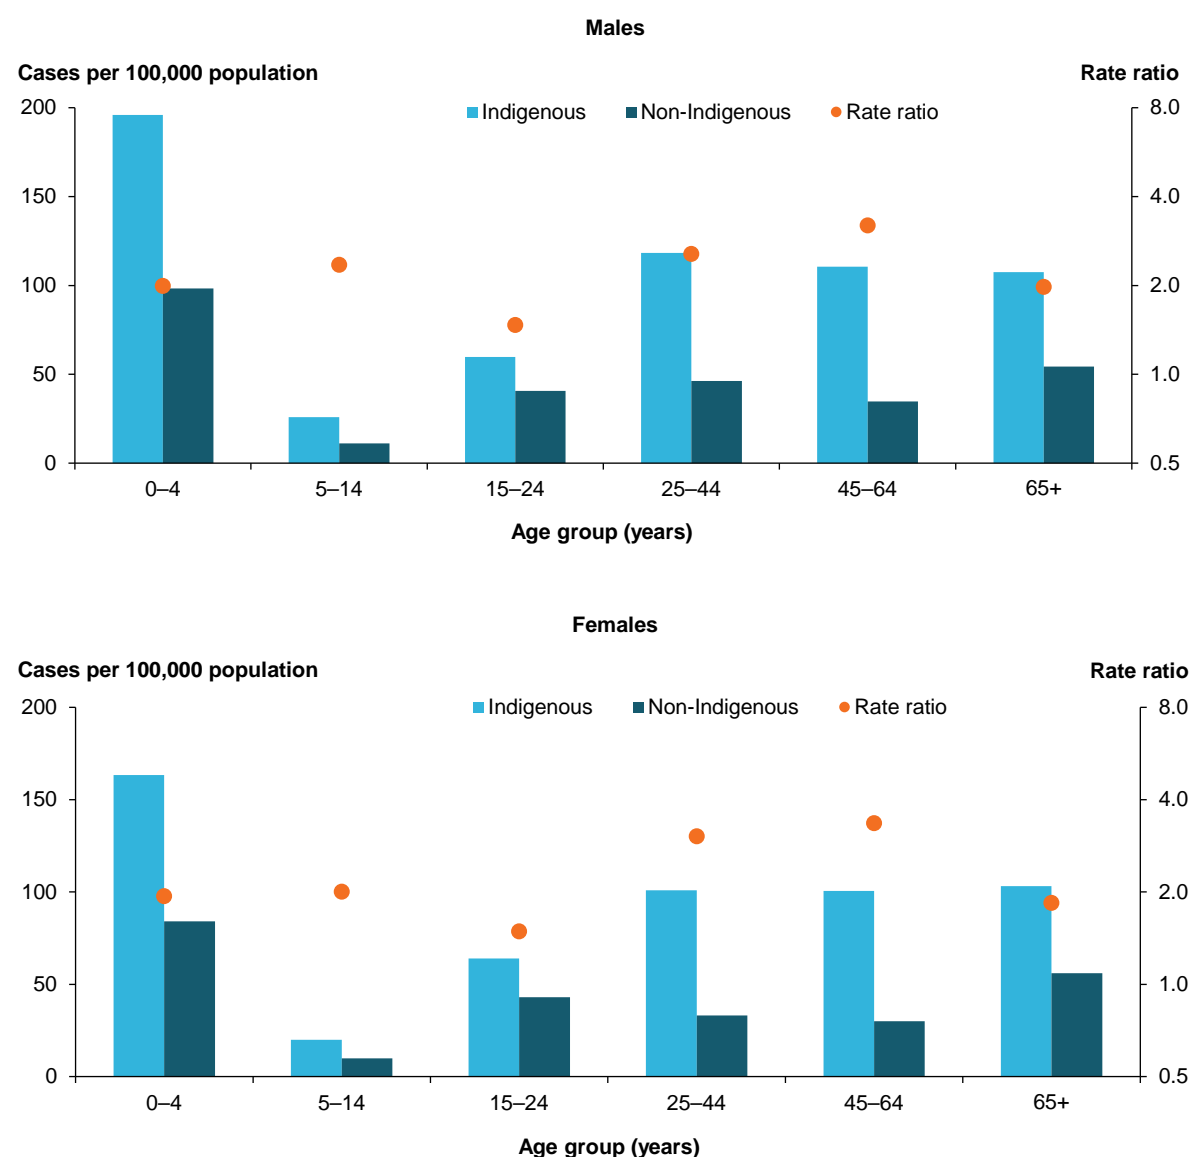 Males
Cases per 100,000 population Rate ratio
200 Indigenous Non-Indigenous Rate ratio 8.0
150 4.0
100 2.0
50 1.0
0 0.5
0–4 5–14 15–24 25–44 45–64 65+
Age group (years)
Females
Cases per 100,000 population Rate ratio
200 Indigenous Non-Indigenous Rate ratio 8.0
150 4.0
100 2.0
50 1.0
0 0.5
0–4 5–14 15–24 25–44 45–64 65+
Age group (years)